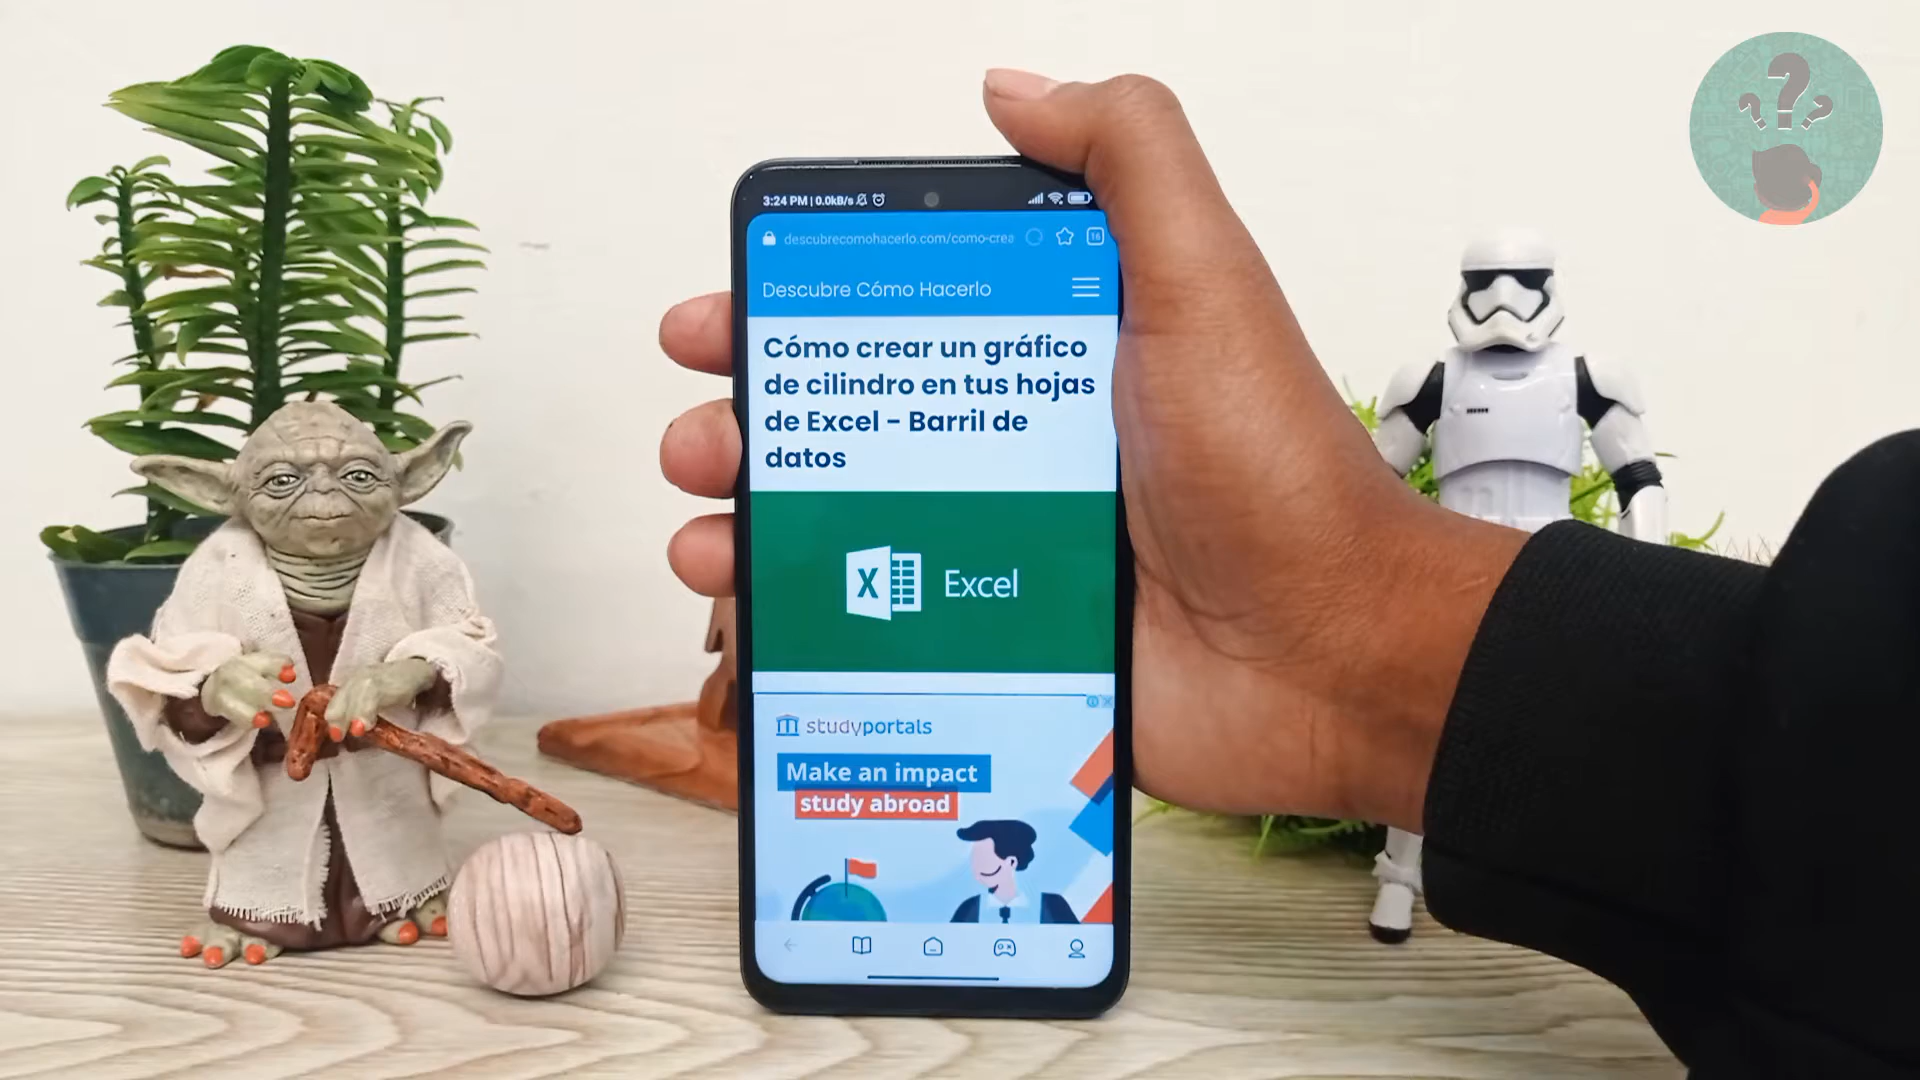 3:24 PM | 0.0kB/s
descubrecomohacerlo.com/como-crea
16
Descubre Cómo Hacerlo
Cómo crear un gráfico
de cilindro en tus hojas
de Excel - Barril de
datos
X Excel
studyportals
Make an impact
study abroad